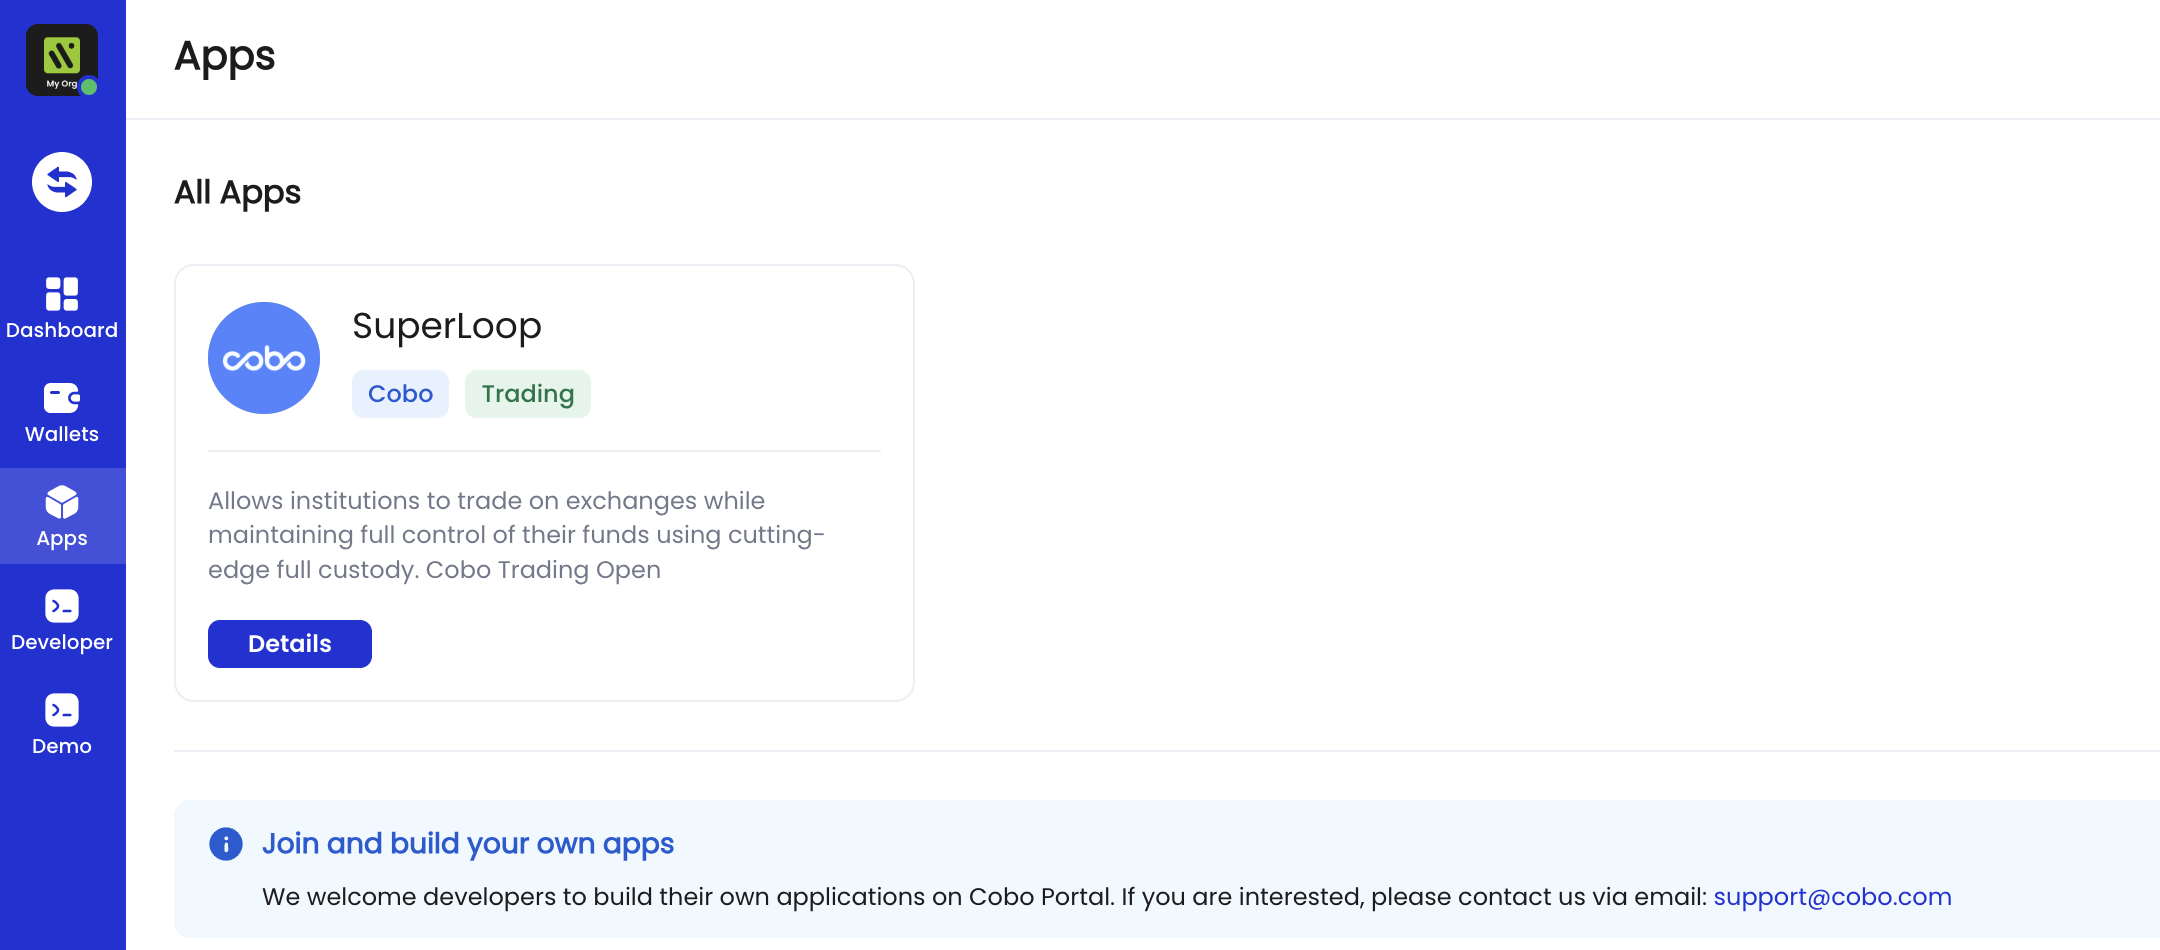 My Org
Apps
All Apps
Dashboard
Wallets
Apps
Developer
Demo
cobo
SuperLoop
Cobo
Trading
Allows institutions to trade on exchanges while
maintaining full control of their funds using cutting-
edge full custody. Cobo Trading Open
Details
Join and build your own apps
We welcome developers to build their own applications on Cobo Portal. If you are interested, please contact us via email: support@cobo.com